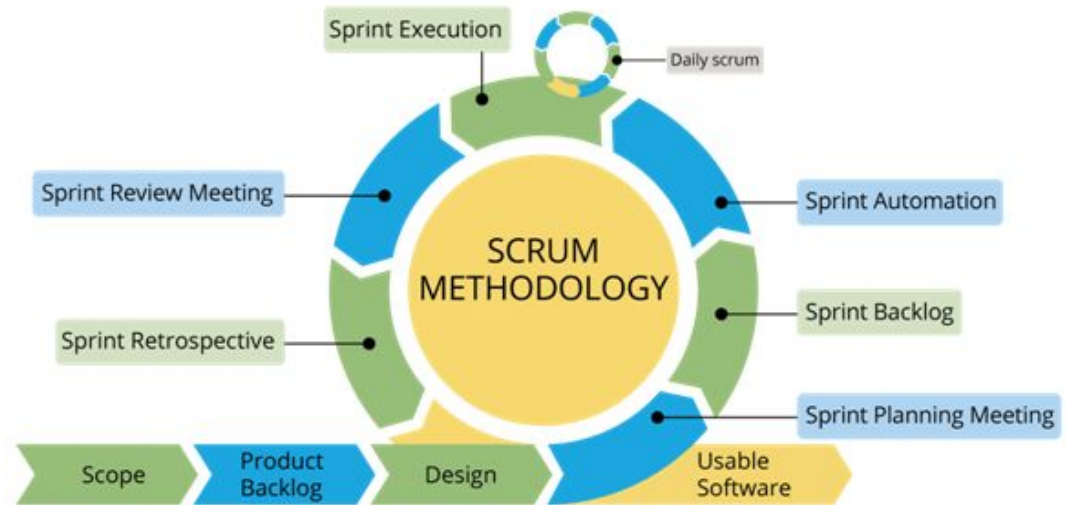 Sprint Execution
Daily scrum
Sprint Review Meeting
Sprint Automation
SCRUM
METHODOLOGY
Sprint Backlog
Sprint Retrospective
Sprint Planning Meeting
Scope
Product
Backlog
Design
Usable
Software